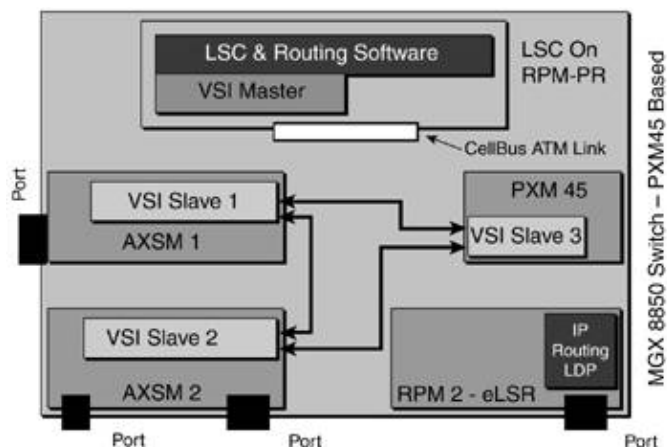 LSC & Routing Software
VSI Master
LSC On
RPM-PR
CellBus ATM Link
Port
VSI Slave 1
AXSM 1
PXM 45
VSI Slave 3
VSI Slave 2
AXSM 2
IP
Routing
LDP
RPM 2 - eLSR
Port
Port
Port
MGX 8850 Switch – PXM45 Based